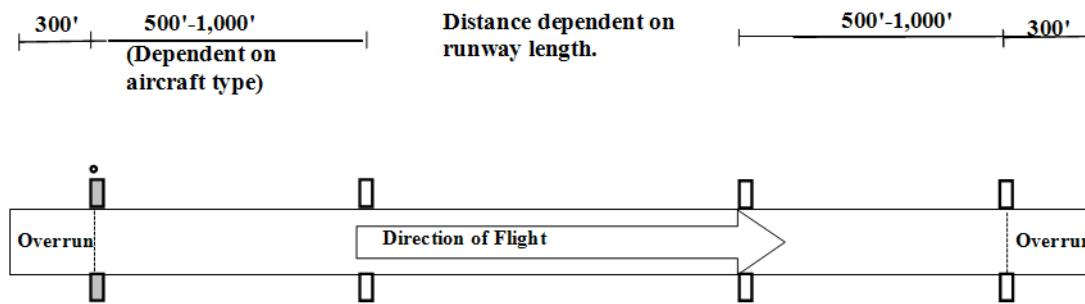 300'
500'-1,000'
(Dependent on
aircraft type)
Distance dependent on
runway length.
500'-1,000'
300'
Overrun
Direction of Flight
Overrun